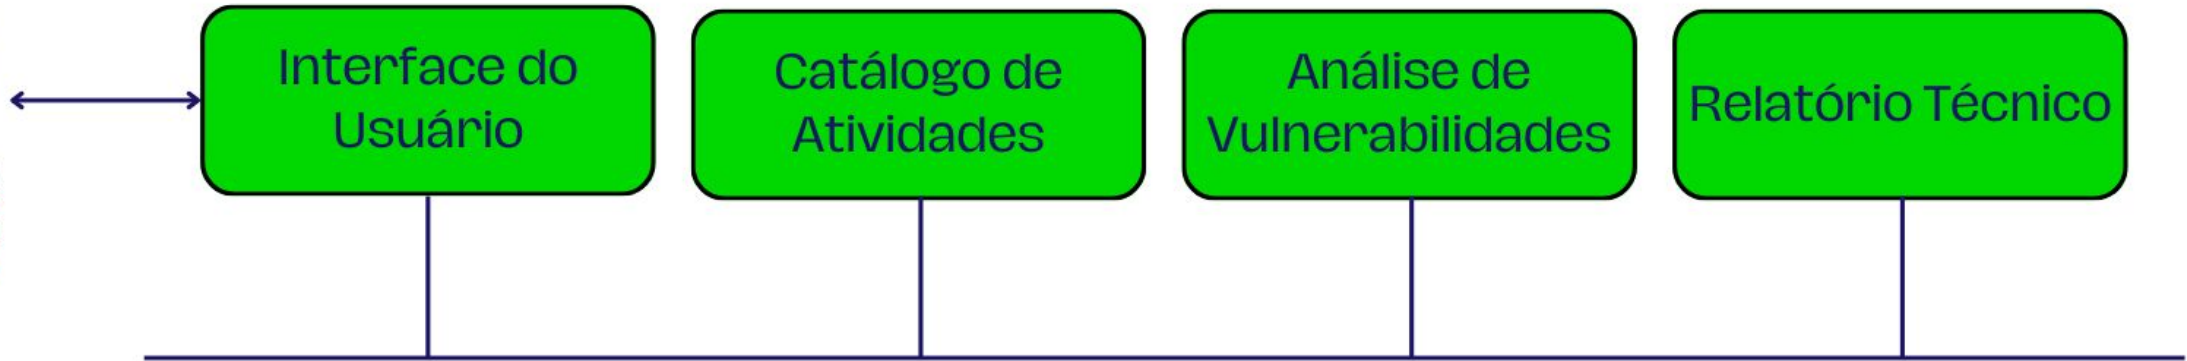 Interface do
Usuário
Catálogo de
Atividades
Análise de
Vulnerabilidades
Relatório Técnico